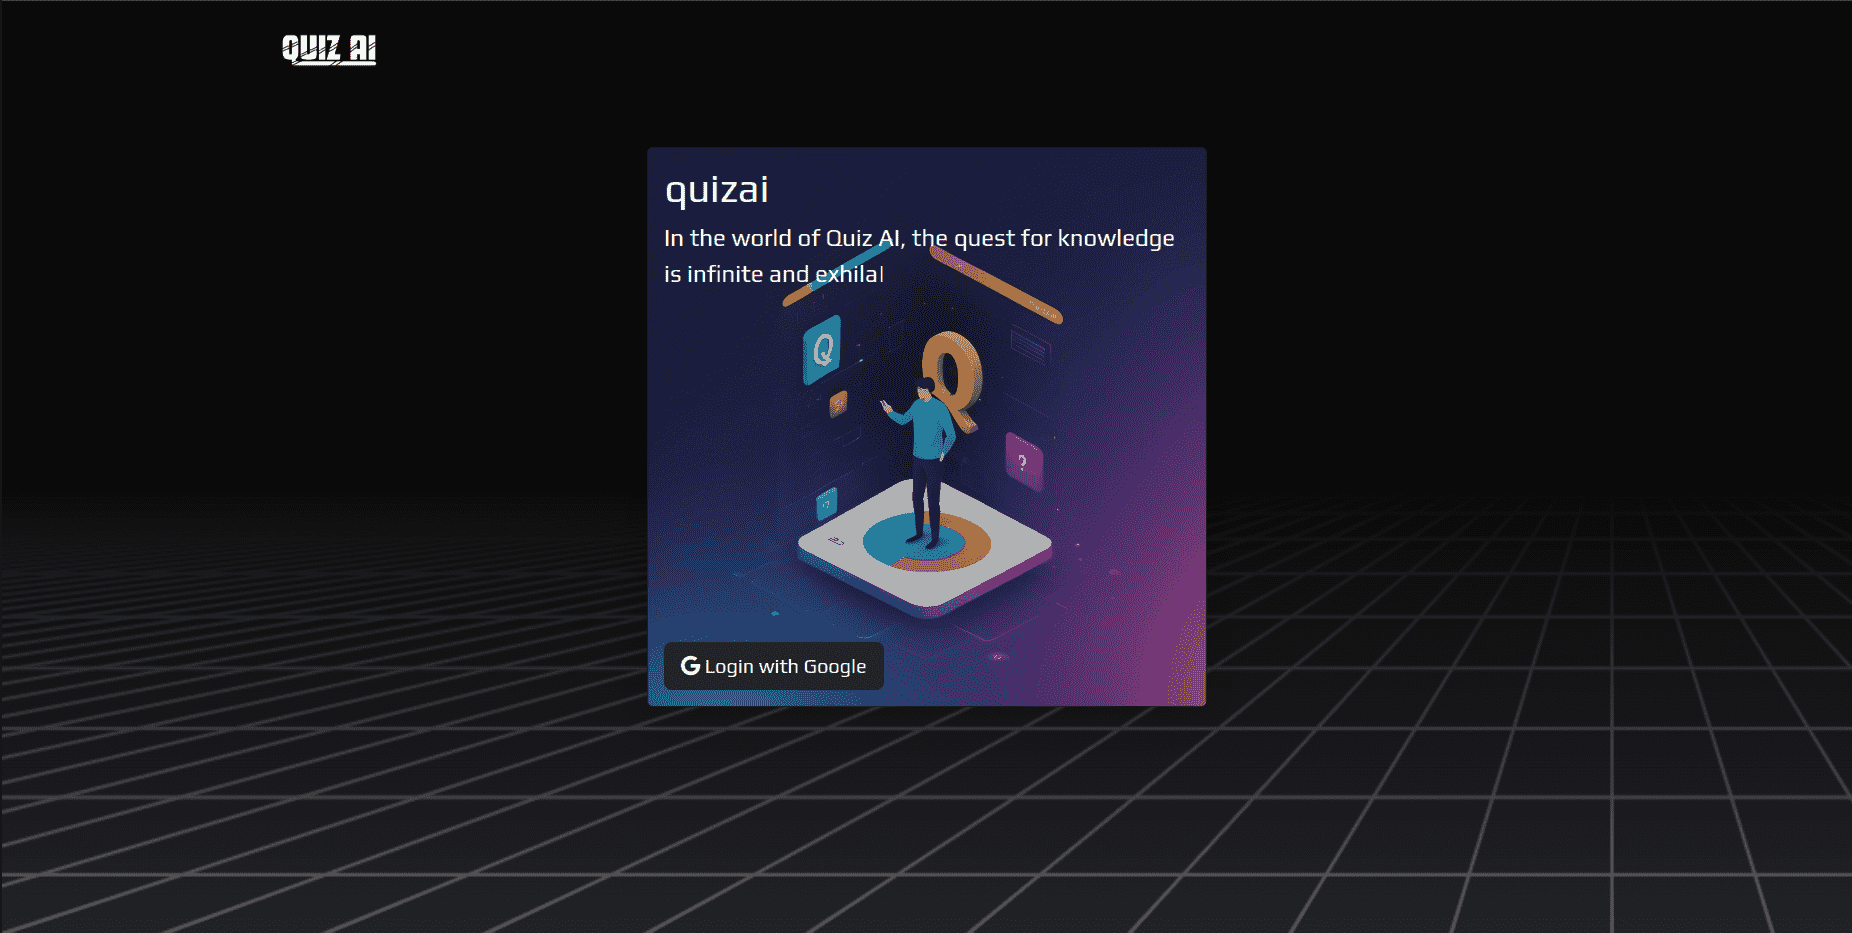 QUIZ AI
quizai
In the world of Quiz AI, the quest for knowledge
is infinite and exhila
Q
Q
?
?
Login with Google